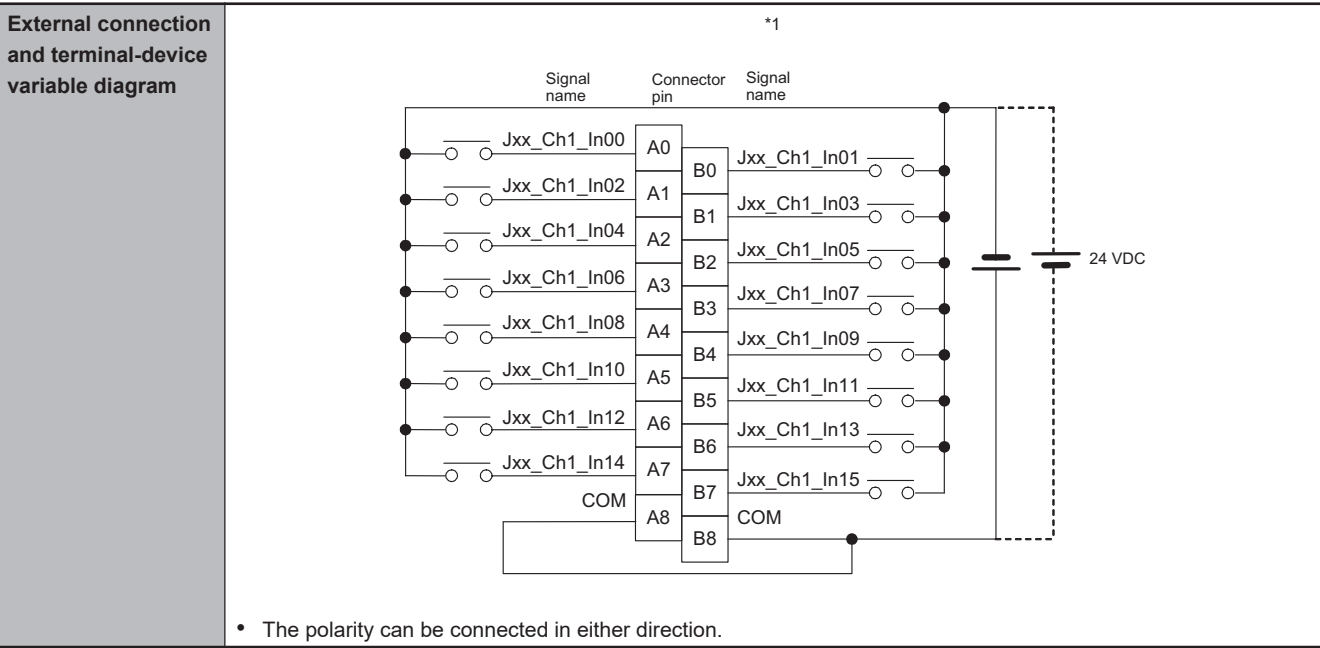 External connection
and terminal-device
variable diagram
*1
Signal
name
Connector
pin
Signal
name
Jxx_Ch1_In00
A0
B0
Jxx_Ch1_In01
Jxx_Ch1_In02
A1
B1
Jxx_Ch1_In03
Jxx_Ch1_In04
A2
B2
Jxx_Ch1_In05
24 VDC
Jxx_Ch1_In06
A3
B3
Jxx_Ch1_In07
Jxx_Ch1_In08
A4
B4
Jxx_Ch1_In09
Jxx_Ch1_In10
A5
B5
Jxx_Ch1_In11
Jxx_Ch1_In12
A6
B6
Jxx_Ch1_In13
Jxx_Ch1_In14
A7
B7
Jxx_Ch1_In15
COM
A8
B8
COM
• The polarity can be connected in either direction.